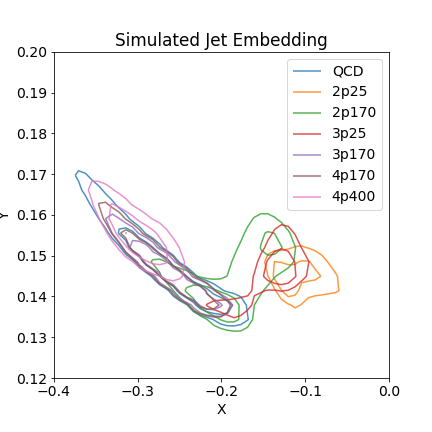 Simulated Jet Embedding
0.20
0.19
0.18
0.17
0.16
0.15
0.14
0.13
0.12
Y
QCD
2p25
2p170
3p25
3p170
4p170
4p400
−0.4
−0.3
−0.2
−0.1
0.0
X